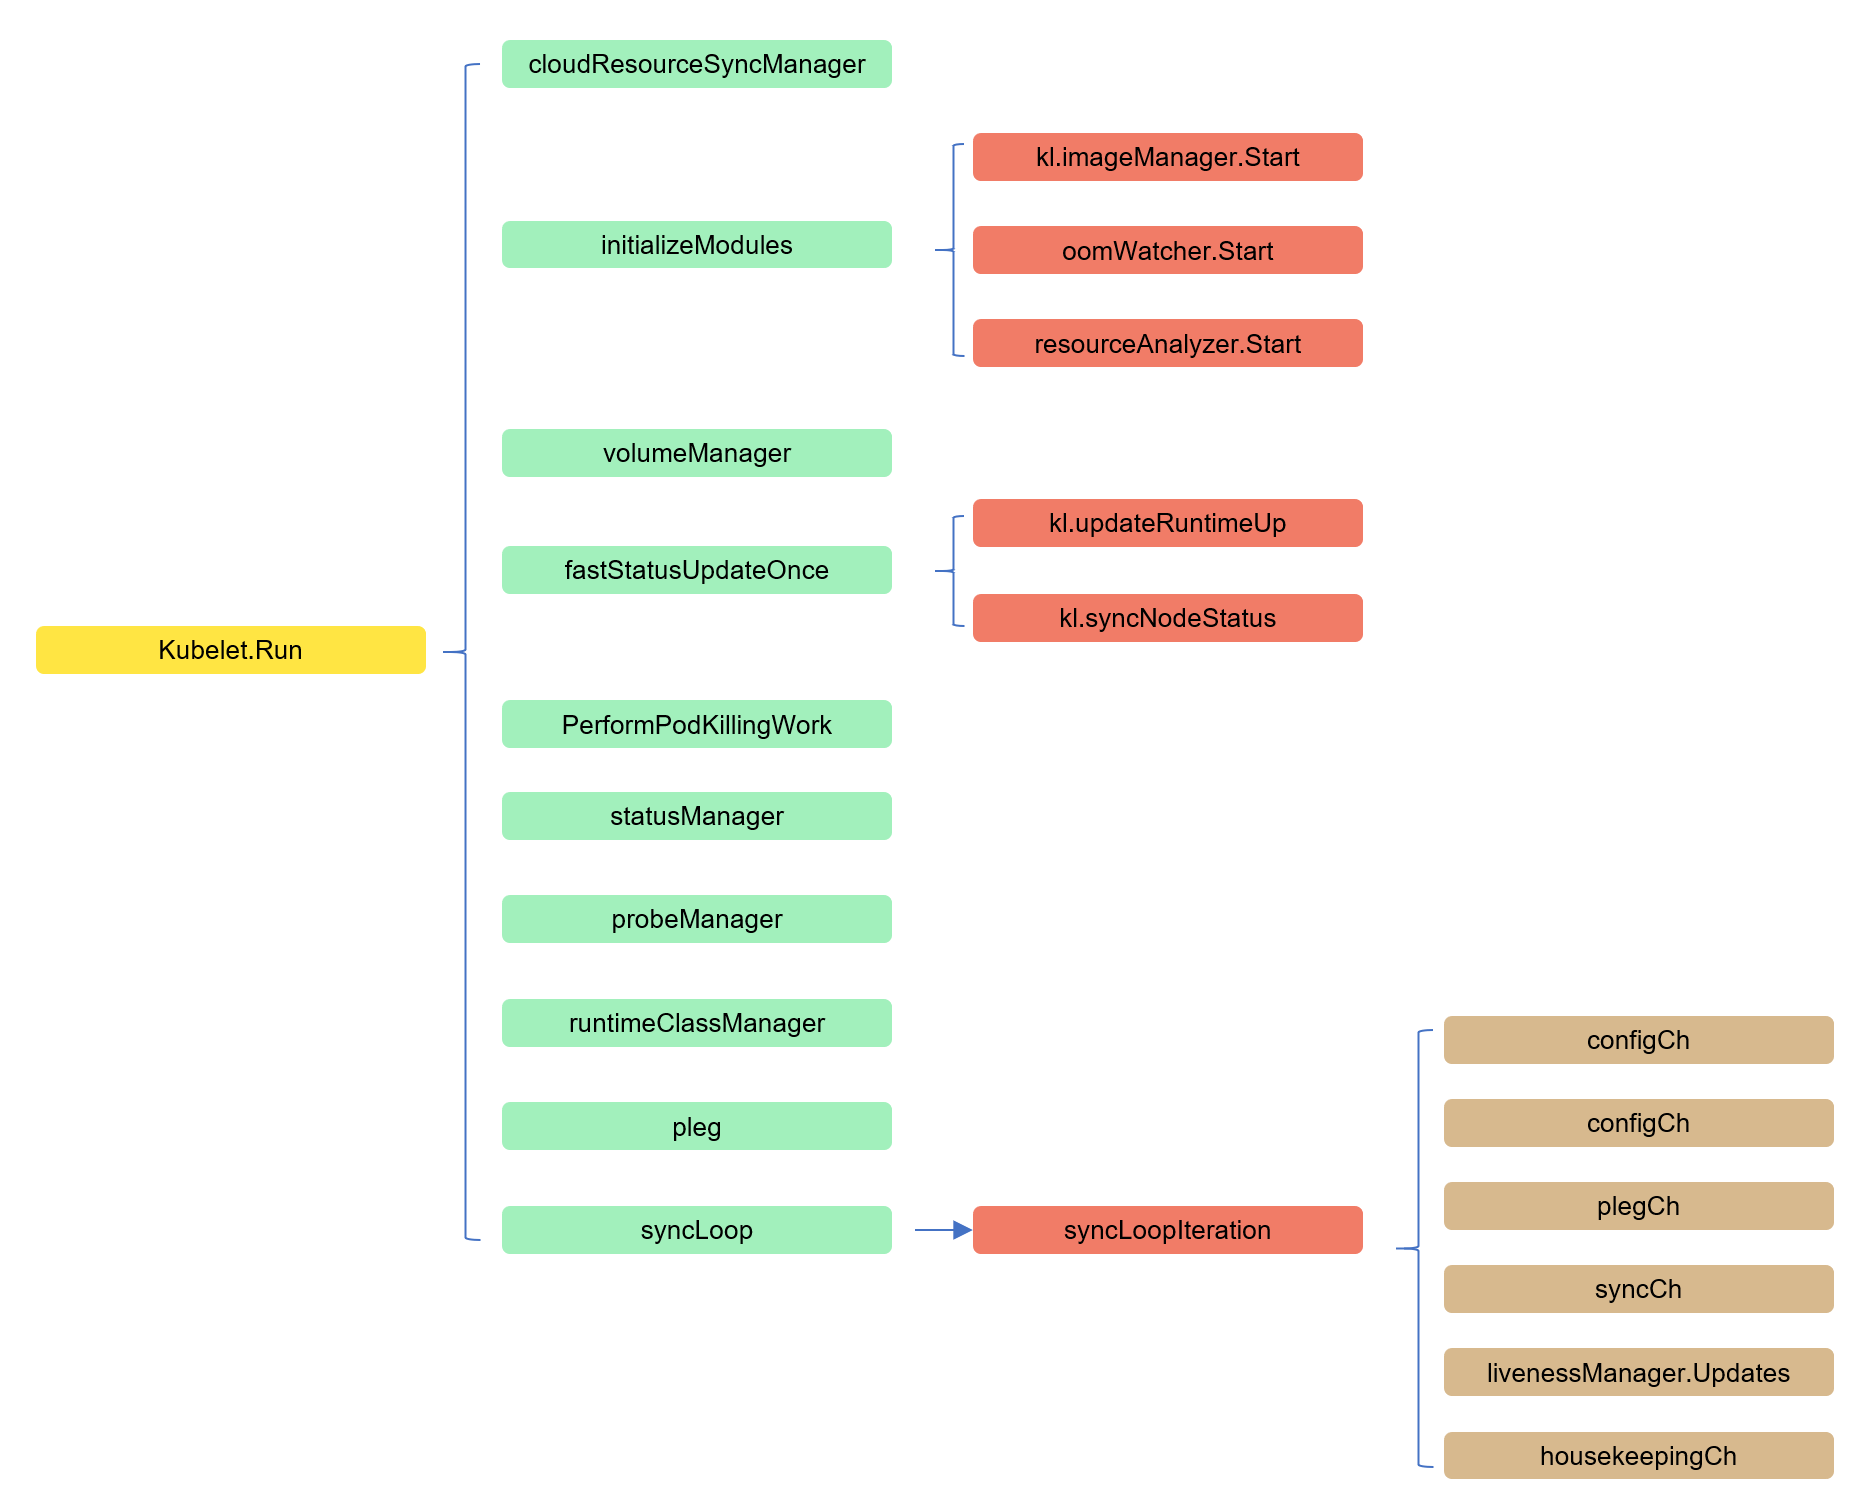 Kubelet.Run
cloudResourceSyncManager
initializeModules
kl.imageManager.Start
oomWatcher.Start
resourceAnalyzer.Start
volumeManager
fastStatusUpdateOnce
kl.updateRuntimeUp
kl.syncNodeStatus
PerformPodKillingWork
statusManager
probeManager
runtimeClassManager
pleg
syncLoop
syncLoopIteration
configCh
configCh
plegCh
syncCh
livenessManager.Updates
housekeepingCh